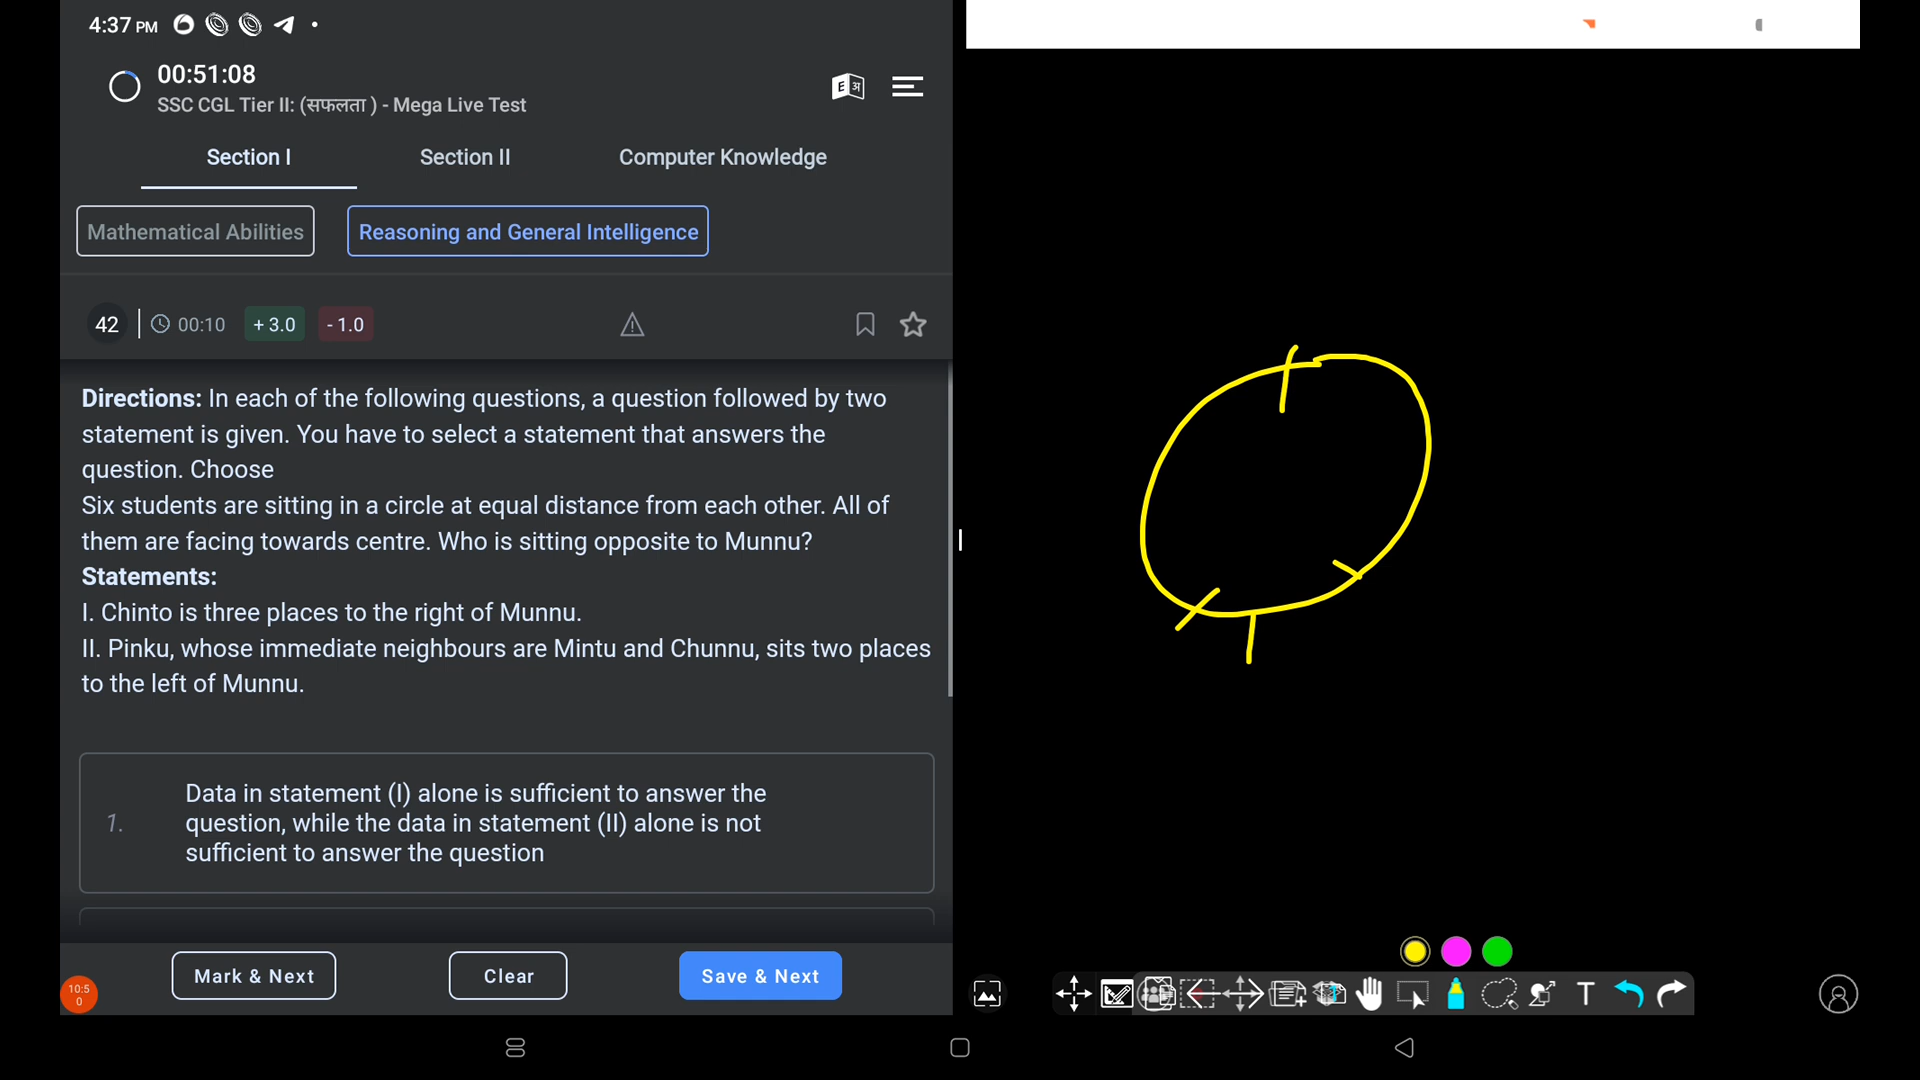 4:37 PM
00:51:08
SSC CGL Tier II: (सफलता ) - Mega Live Test
E अ
Section I Section II Computer Knowledge
Mathematical Abilities Reasoning and General Intelligence
42 00:10 + 3.0 - 1.0
Directions: In each of the following questions, a question followed by two
statement is given. You have to select a statement that answers the
question. Choose
Six students are sitting in a circle at equal distance from each other. All of
them are facing towards centre. Who is sitting opposite to Munnu?
Statements:
I. Chinto is three places to the right of Munnu.
II. Pinku, whose immediate neighbours are Mintu and Chunnu, sits two places
to the left of Munnu.
1. Data in statement (I) alone is sufficient to answer the
question, while the data in statement (II) alone is not
sufficient to answer the question
Mark & Next Clear Save & Next
10:5
0
T